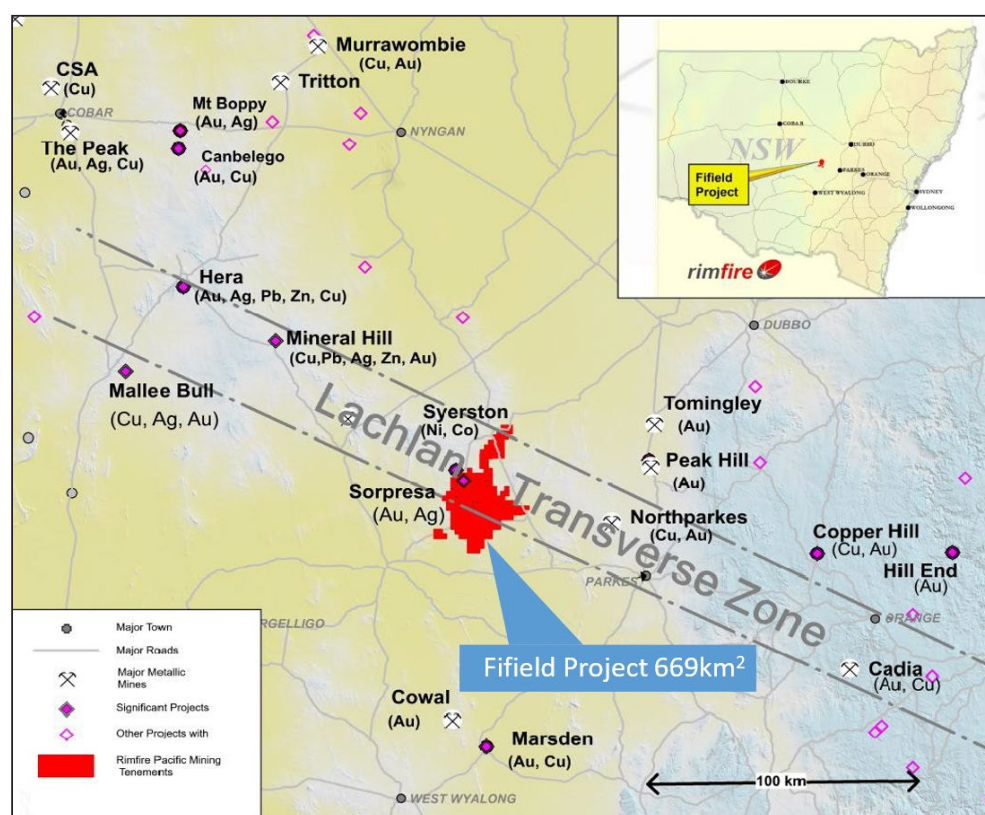 Murrawombie
(Cu, Au)
CSA
(Cu)
Tritton
COBAR
Mt Boppy
(Au, Ag)
NYNGAN
The Peak
(Au, Ag, Cu)
Canbelego
(Au, Cu)
BOURKE
COBAR
NSW
DUBBO
Fifield
Project
PARKES
ORANGE
WEST WYALONG
SYDNEY
WOLLONGONG
rimfire
Hera
(Au, Ag, Pb, Zn, Cu)
Mineral Hill
(Cu,Pb, Ag, Zn, Au)
DUBBO
Mallee Bull
(Cu, Ag, Au)
Lachlan Transverse Zone
Syerston
(Ni, Co)
Tomingley
(Au)
Peak Hill
(Au)
Sorpresa
(Au, Ag)
Northparkes
(Cu, Au)
Copper Hill
(Cu, Au)
Hill End
(Au)
PARKES
ORANGE
RGELLIGO
Fifield Project 669km²
Cadia
(Au, Cu)
Cowal
(Au)
Marsden
(Au, Cu)
100 km
WEST WYALONG
Major Town
Major Roads
Major Metallic
Mines
Significant Projects
Other Projects with
Rimfire Pacific Mining
Tenements